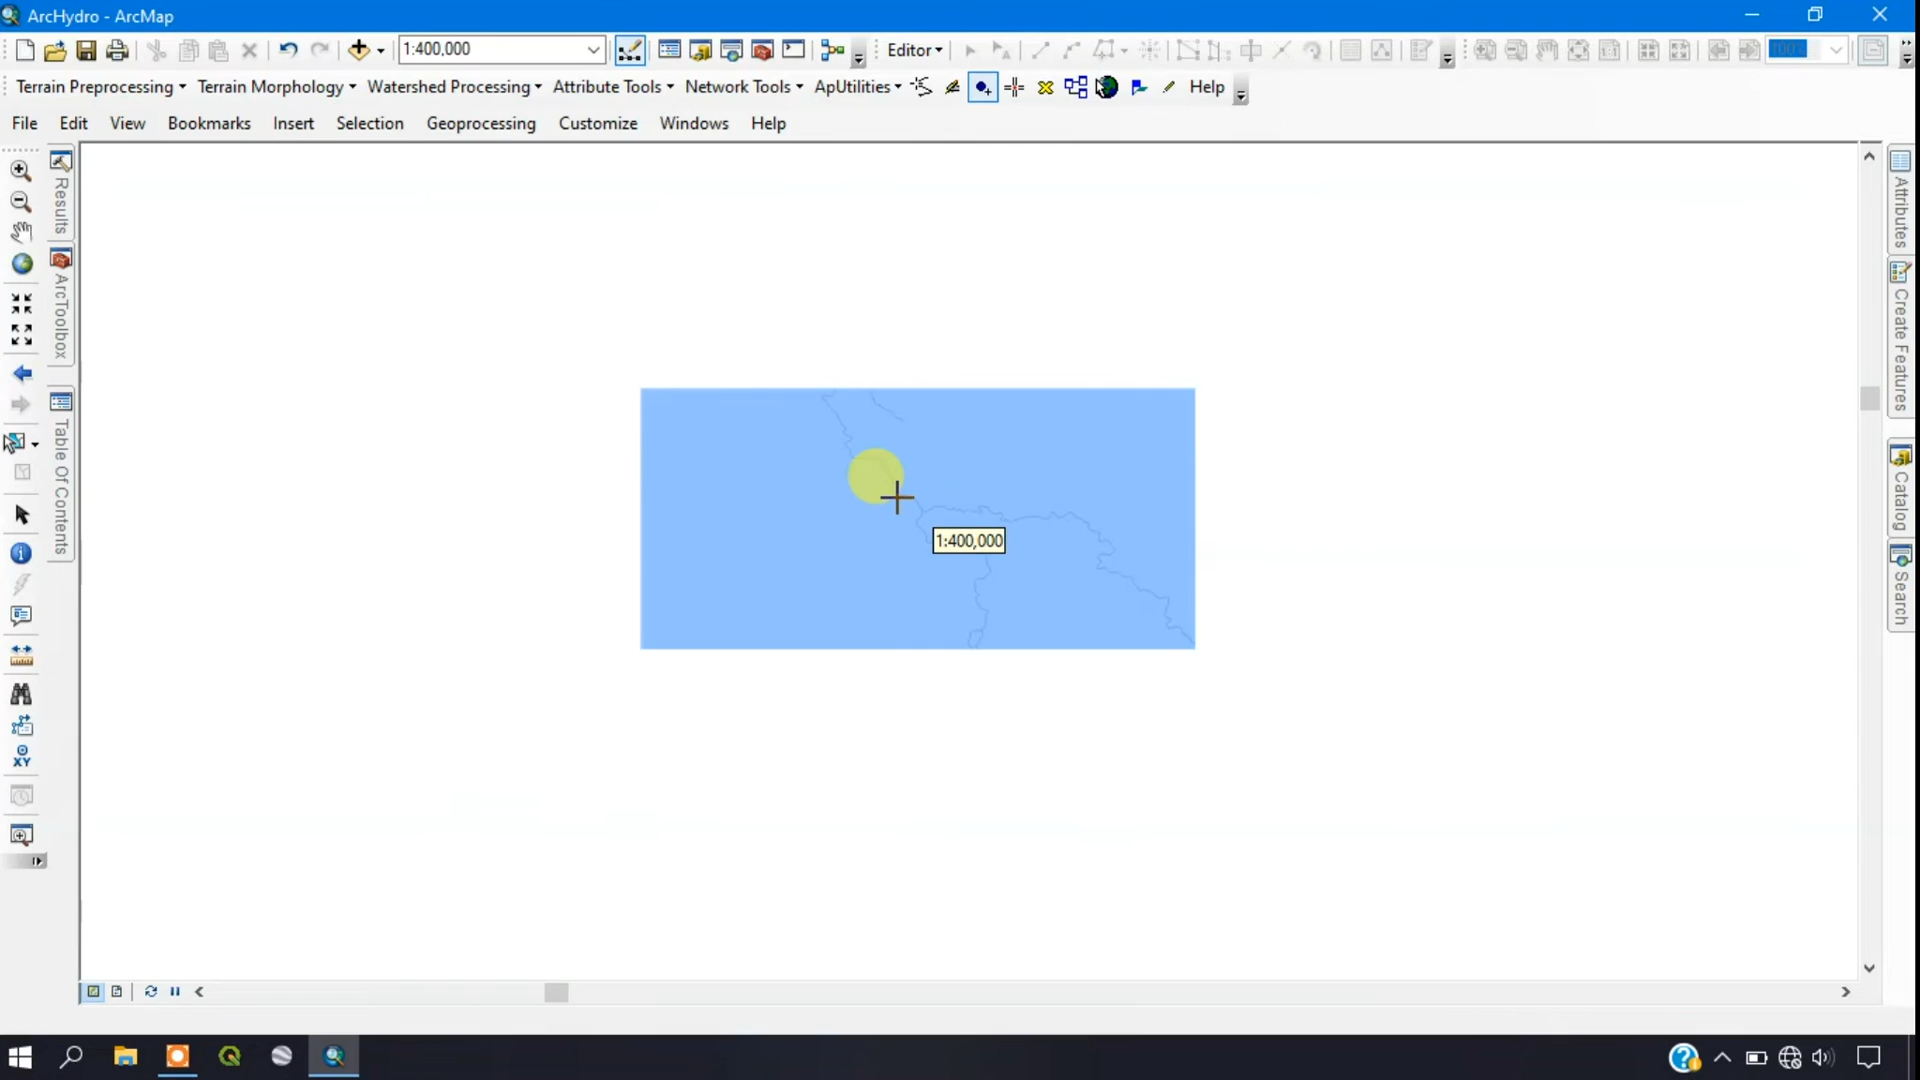 ArcHydro - ArcMap
1:400,000
Editor
100%
Terrain Preprocessing
Terrain Morphology
Watershed Processing
Attribute Tools
Network Tools
ApUtilities
Help
File
Edit
View
Bookmarks
Insert
Selection
Geoprocessing
Customize
Windows
Help
Results
ArcToolbox
Table Of Contents
XY
1:400,000
Attributes
Create Features
Catalog
Search